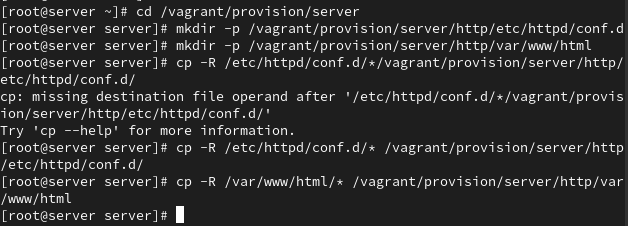 [root@server ~]# cd /vagrant/provision/server
[root@server server]# mkdir -p /vagrant/provision/server/http/etc/httpd/conf.d
[root@server server]# mkdir -p /vagrant/provision/server/http/var/www/html
[root@server server]# cp -R /etc/httpd/conf.d/*/vagrant/provision/server/http/
etc/httpd/conf.d/
cp: missing destination file operand after '/etc/httpd/conf.d/*/vagrant/provis
ion/server/http/etc/httpd/conf.d/'
Try 'cp --help' for more information.
[root@server server]# cp -R /etc/httpd/conf.d/* /vagrant/provision/server/http
/etc/httpd/conf.d/
[root@server server]# cp -R /var/www/html/* /vagrant/provision/server/http/var
/www/html
[root@server server]#